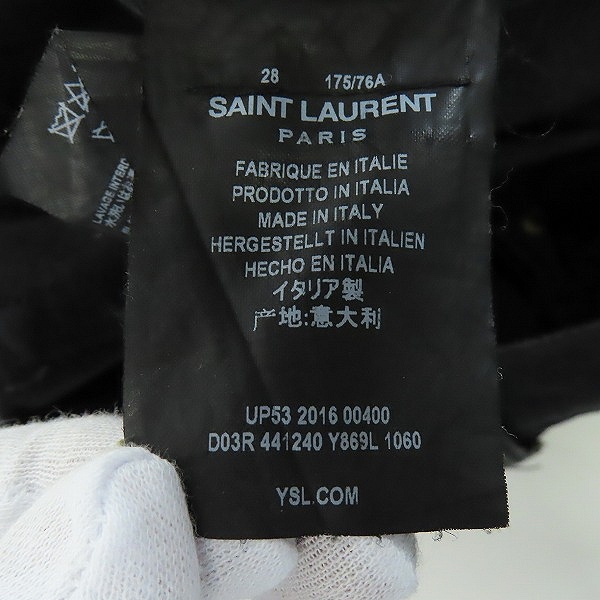 28 175/76A
SAINT LAURENT
PARIS
FABRIQUE EN ITALIE
PRODOTTO IN ITALIA
MADE IN ITALY
HERGESTELLT IN ITALIEN
HECHO EN ITALIA
イタリア製
产地:意大利
UP53 2016 00400
D03R 441240 Y869L 1060
YSL.COM
LAVAGE INTERD